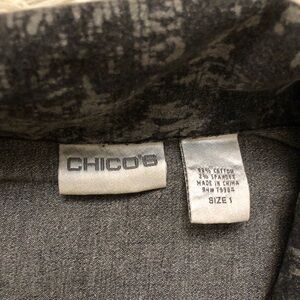 CHICO'S
98% COTTON
2% SPANDEX
MADE IN CHINA
SIZE 1